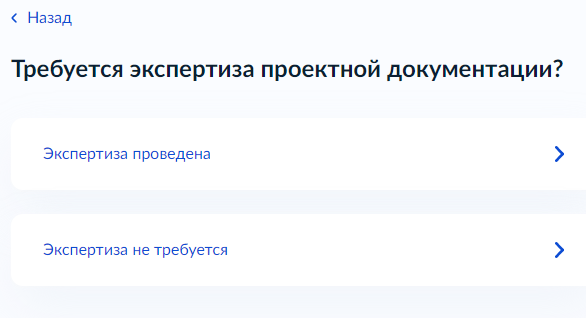 Назад
Требуется экспертиза проектной документации?
Экспертиза проведена
Экспертиза не требуется